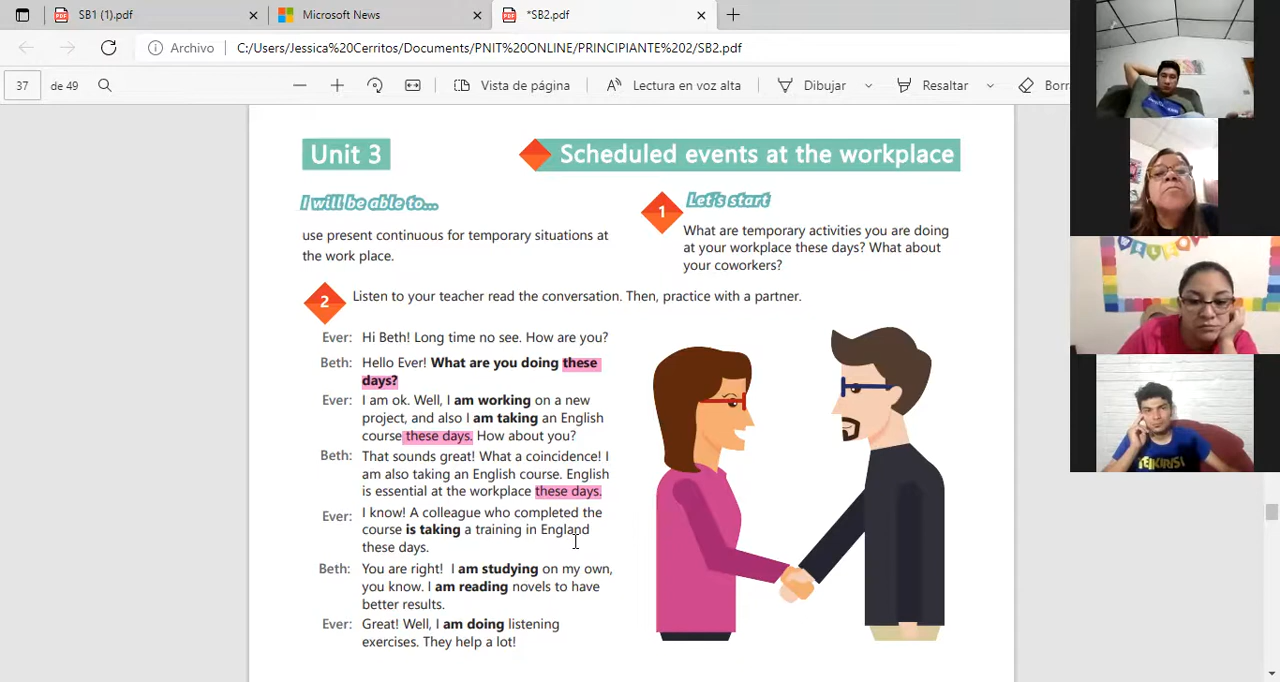 SB1 (1).pdf
Microsoft News
*SB2.pdf
Archivo
C:/Users/Jessica%20Cerritos/Documents/PNIT%20ONLINE/PRINCIPIANTE%202/SB2.pdf
37 de 49
Vista de página
Lectura en voz alta
Dibujar
Resaltar
Bor
Unit 3
Scheduled events at the workplace
I will be able to...
use present continuous for temporary situations at
the work place.
1
Let's start
What are temporary activities you are doing
at your workplace these days? What about
your coworkers?
2
Listen to your teacher read the conversation. Then, practice with a partner.
Ever: Hi Beth! Long time no see. How are you?
Beth: Hello Ever! What are you doing these
days?
Ever: I am ok. Well, I am working on a new
project, and also I am taking an English
course these days. How about you?
Beth: That sounds great! What a coincidence! I
am also taking an English course. English
is essential at the workplace these days.
Ever: I know! A colleague who completed the
course is taking a training in England
these days.
Beth: You are right! I am studying on my own,
you know. I am reading novels to have
better results.
Ever: Great! Well, I am doing listening
exercises. They help a lot!